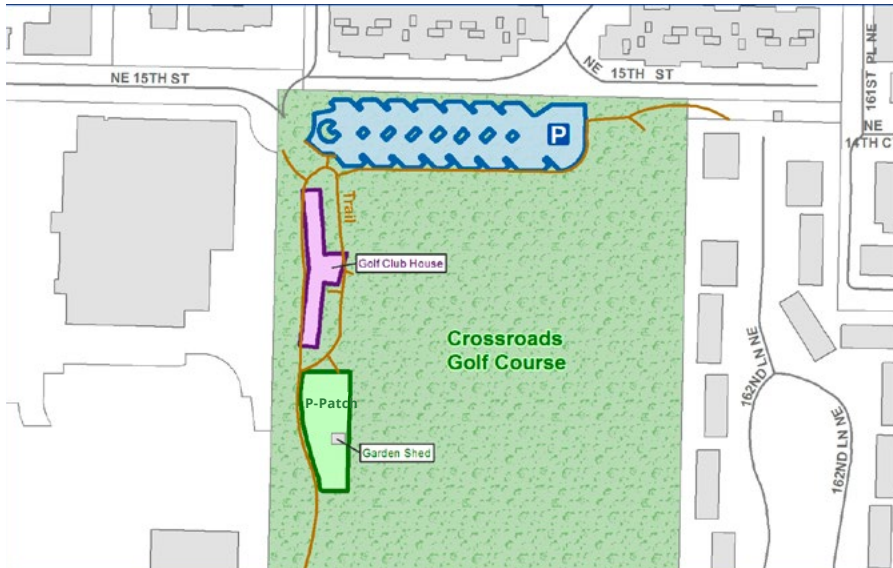 NE 15TH ST
NE 15TH ST
161ST PL NE
NE
14TH C
P
Trail
Golf Club House
Crossroads
Golf Course
162ND LN NE
P-Patch
162ND LN NE
Garden Shed